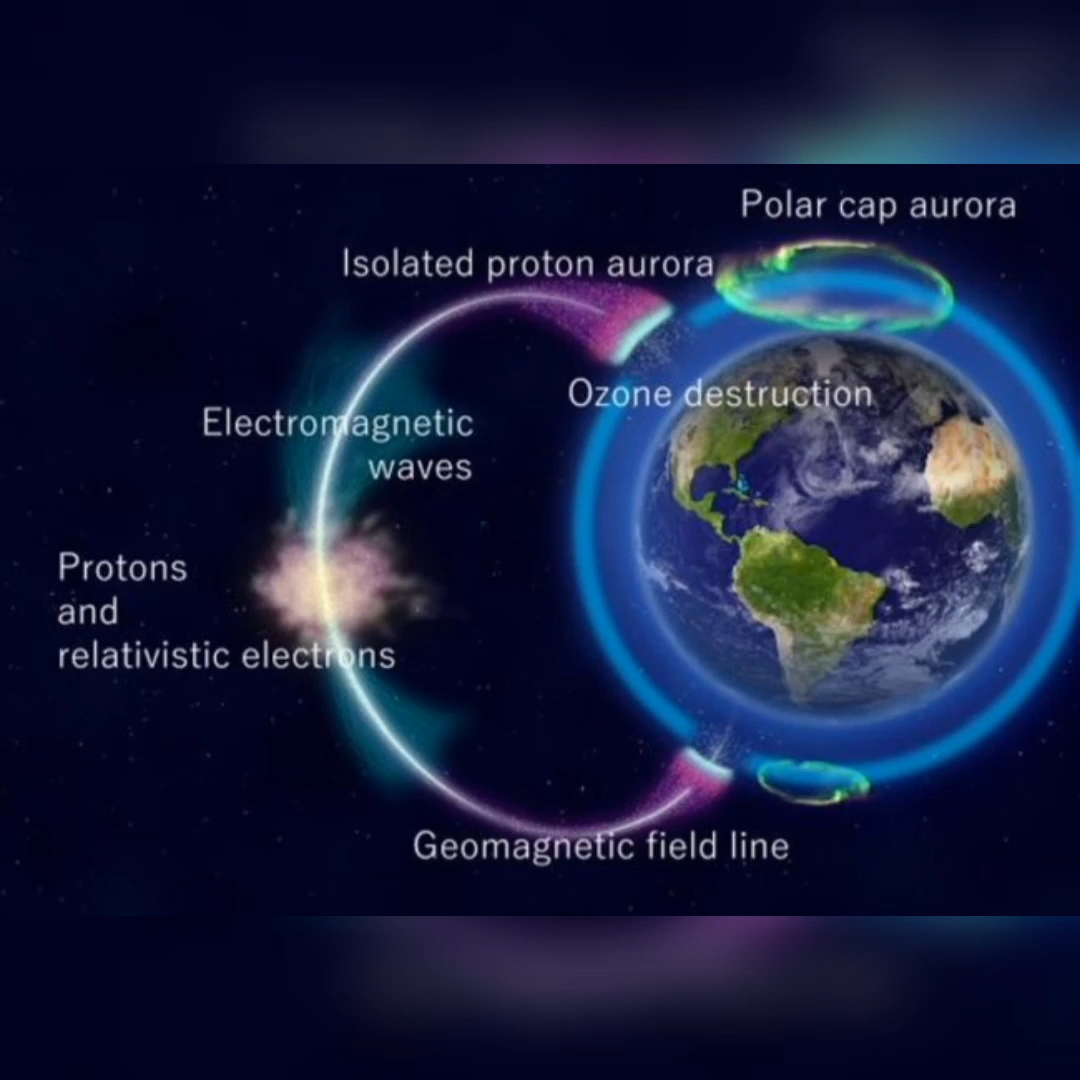 Polar cap aurora
Isolated proton aurora
Ozone destruction
Electromagnetic
waves
Protons
and
relativistic electrons
Geomagnetic field line